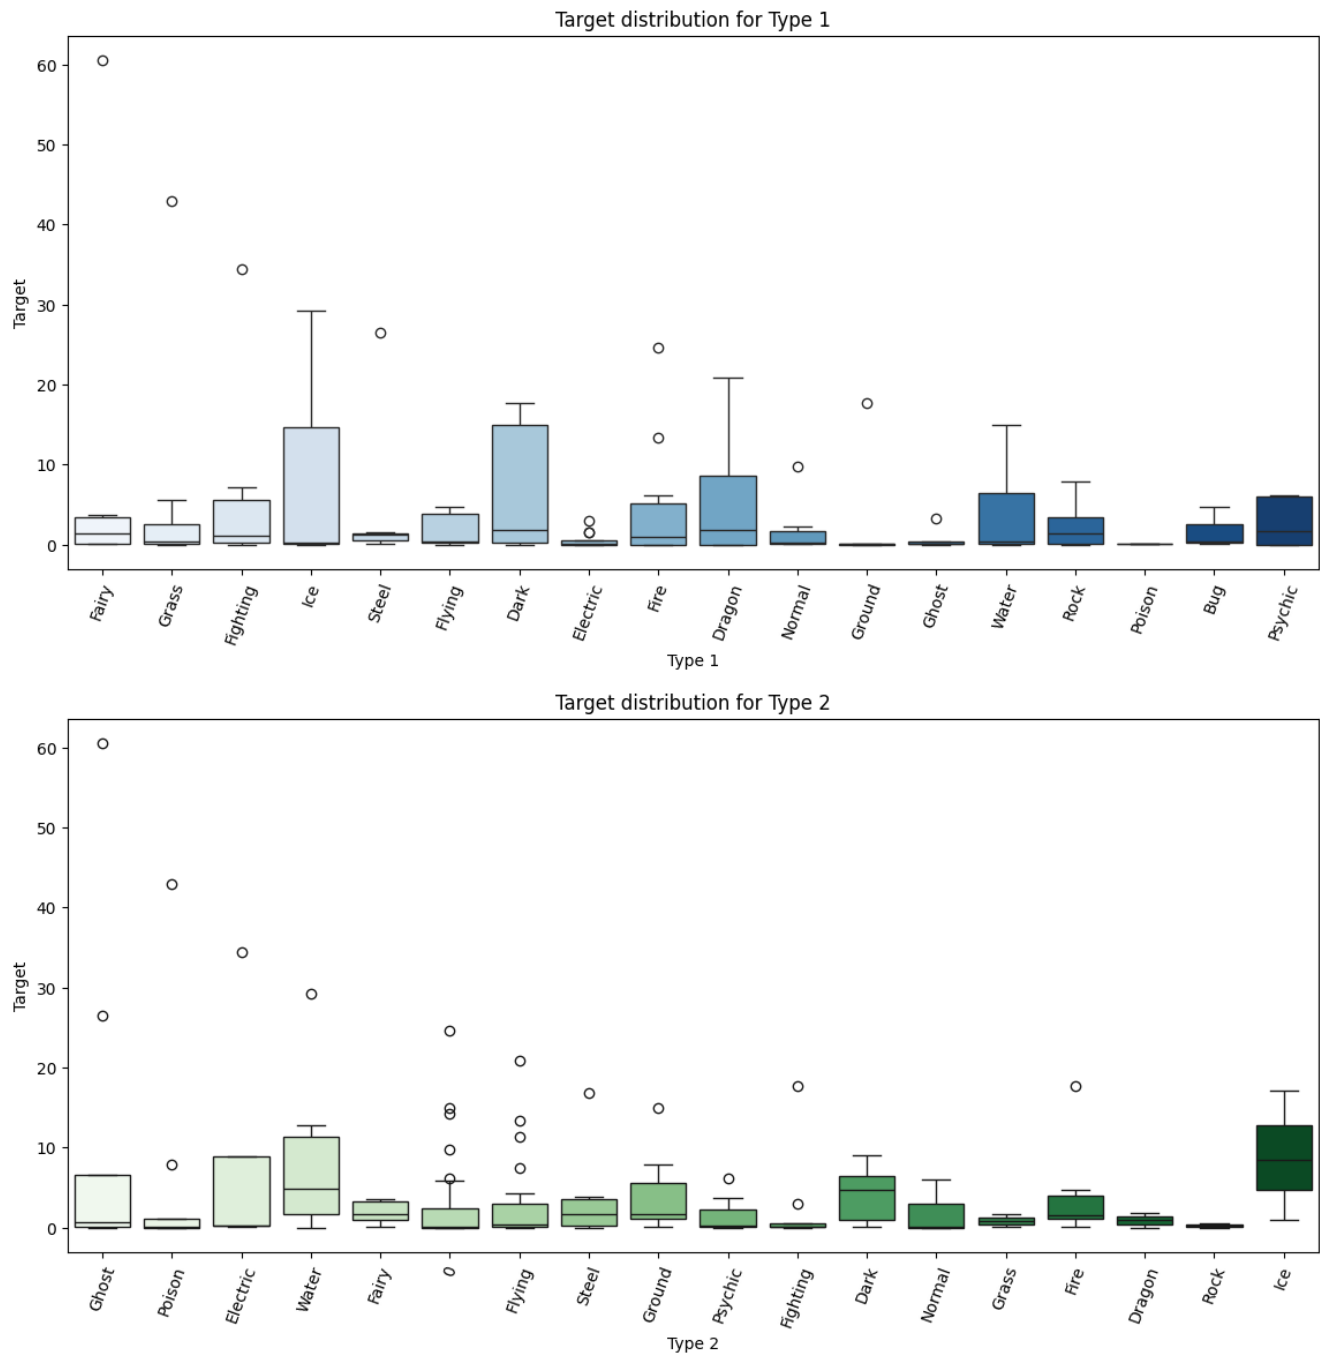 Target distribution for Type 1
60
50
40
30
20
10
0
Target
Fairy
Grass
Fighting
Ice
Steel
Flying
Dark
Electric
Fire
Dragon
Normal
Ground
Ghost
Water
Rock
Poison
Bug
Psychic
Type 1
Target distribution for Type 2
60
50
40
30
20
10
0
Target
Ghost
Poison
Electric
Water
Fairy
0
Flying
Steel
Ground
Psychic
Fighting
Dark
Normal
Grass
Fire
Dragon
Rock
Ice
Type 2